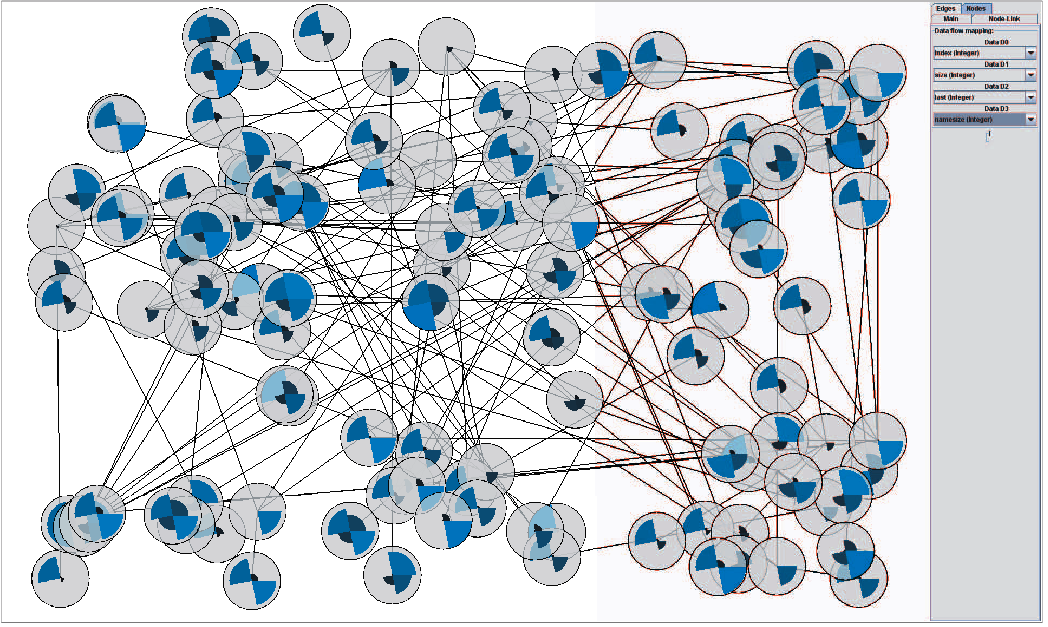 Edges Nodes
Main Node-Link
Data flow mapping:
Data D0
index (Integer)
Data D1
size (Integer)
Data D2
last (Integer)
Data D3
namesize (Integer)